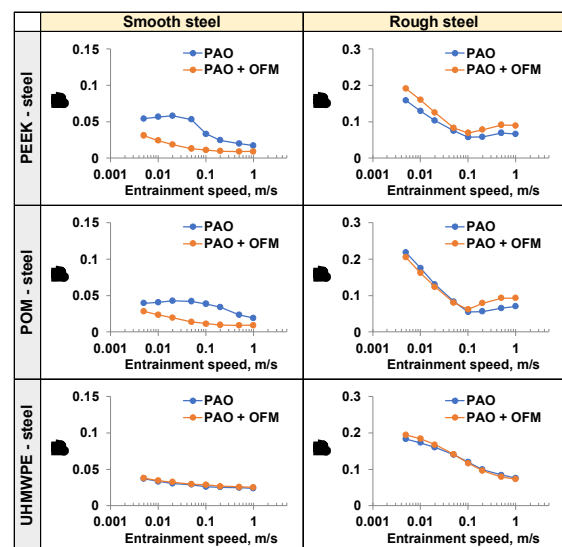 Smooth steel
Rough steel
PEEK - steel
0.15
0.1
0.05
0
0.001 0.01 0.1 1
Entrainment speed, m/s
PAO
PAO + OFM
0.3
0.2
0.1
0
0.001 0.01 0.1 1
Entrainment speed, m/s
PAO
PAO + OFM
POM - steel
0.15
0.1
0.05
0
0.001 0.01 0.1 1
Entrainment speed, m/s
PAO
PAO + OFM
0.3
0.2
0.1
0
0.001 0.01 0.1 1
Entrainment speed, m/s
PAO
PAO + OFM
UHMWPE - steel
0.15
0.1
0.05
0
0.001 0.01 0.1 1
Entrainment speed, m/s
PAO
PAO + OFM
0.3
0.2
0.1
0
0.001 0.01 0.1 1
Entrainment speed, m/s
PAO
PAO + OFM